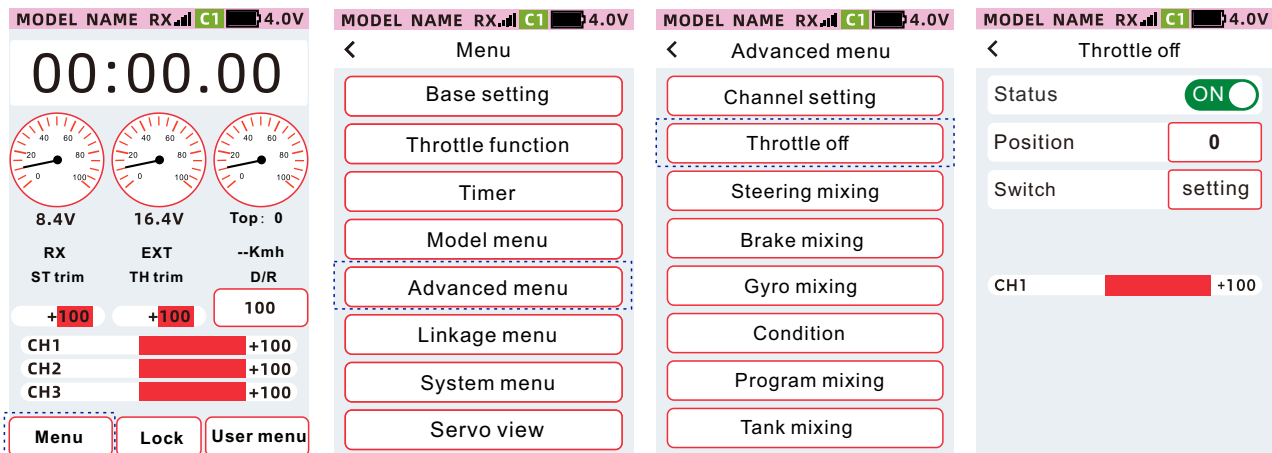 MODEL NAME RX C1 4.0V
00:00.00
40 60
20 80
0 100
40 60
20 80
0 100
40 60
20 80
0 100
8.4V 16.4V Top: 0
RX EXT --Kmh
ST trim TH trim D/R
+100 +100 100
CH1 +100
CH2 +100
CH3 +100
Menu Lock User menu
MODEL NAME RX C1 4.0V
< Menu
Base setting
Throttle function
Timer
Model menu
Advanced menu
Linkage menu
System menu
Servo view
MODEL NAME RX C1 4.0V
< Advanced menu
Channel setting
Throttle off
Steering mixing
Brake mixing
Gyro mixing
Condition
Program mixing
Tank mixing
MODEL NAME RX C1 4.0V
< Throttle off
Status ON
Position 0
Switch setting
CH1 +100